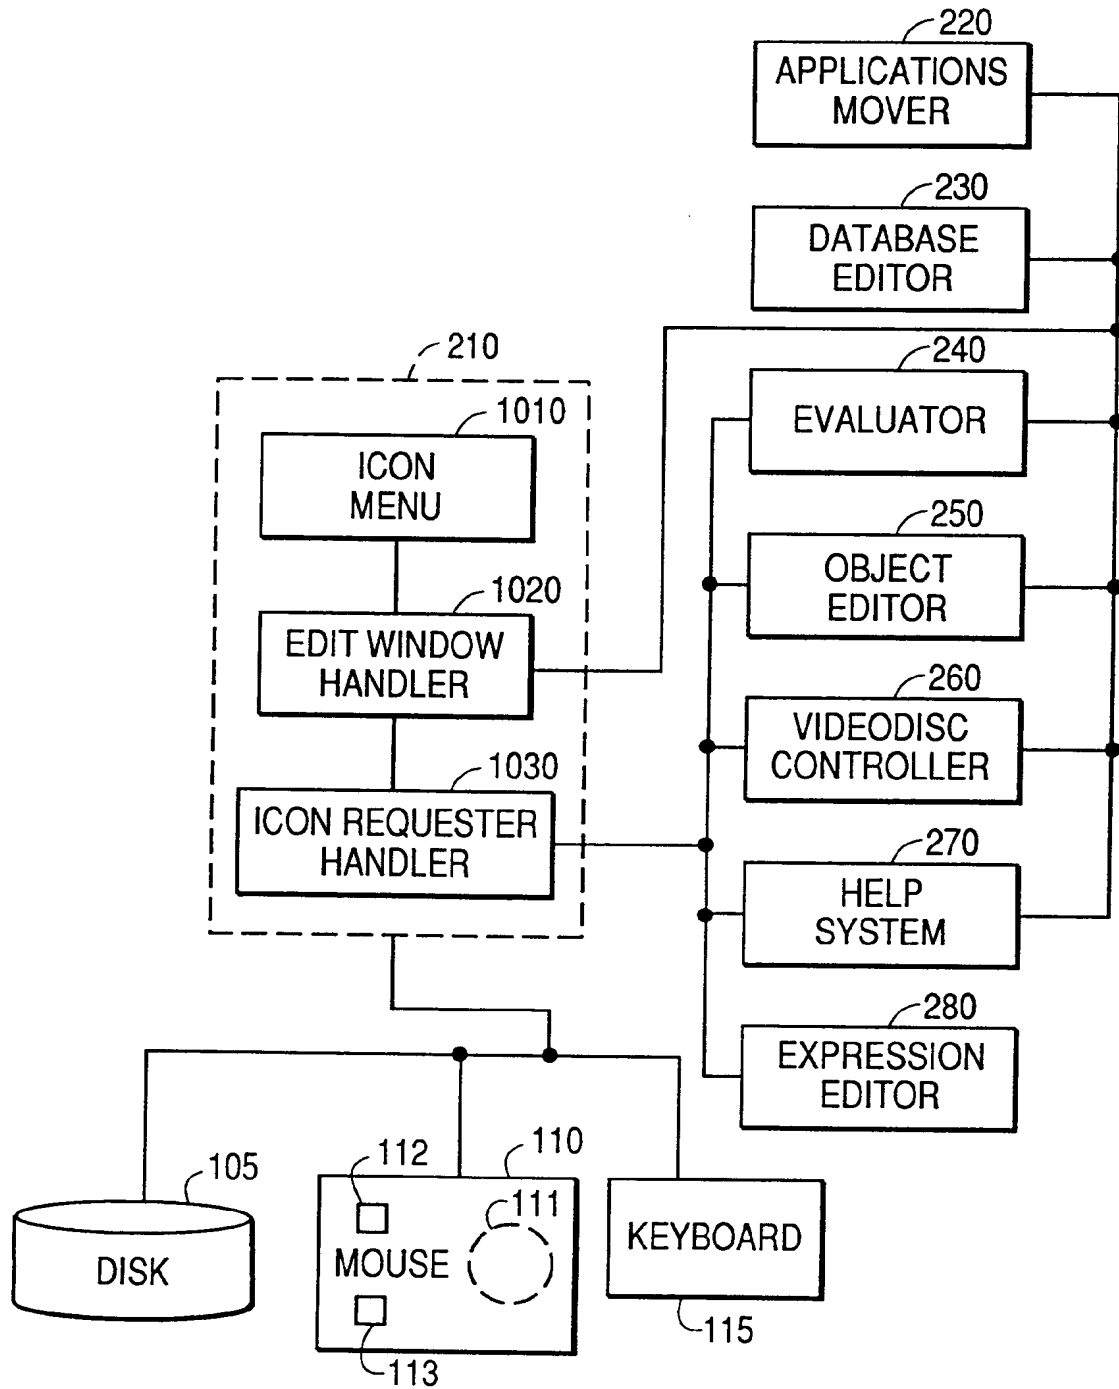 220
APPLICATIONS
MOVER
230
DATABASE
EDITOR
210
240
EVALUATOR
1010
ICON
MENU
250
OBJECT
EDITOR
1020
EDIT WINDOW
HANDLER
260
VIDEODISC
CONTROLLER
1030
ICON REQUESTER
HANDLER
270
HELP
SYSTEM
280
EXPRESSION
EDITOR
105
DISK
112
110
111
MOUSE
113
KEYBOARD
115